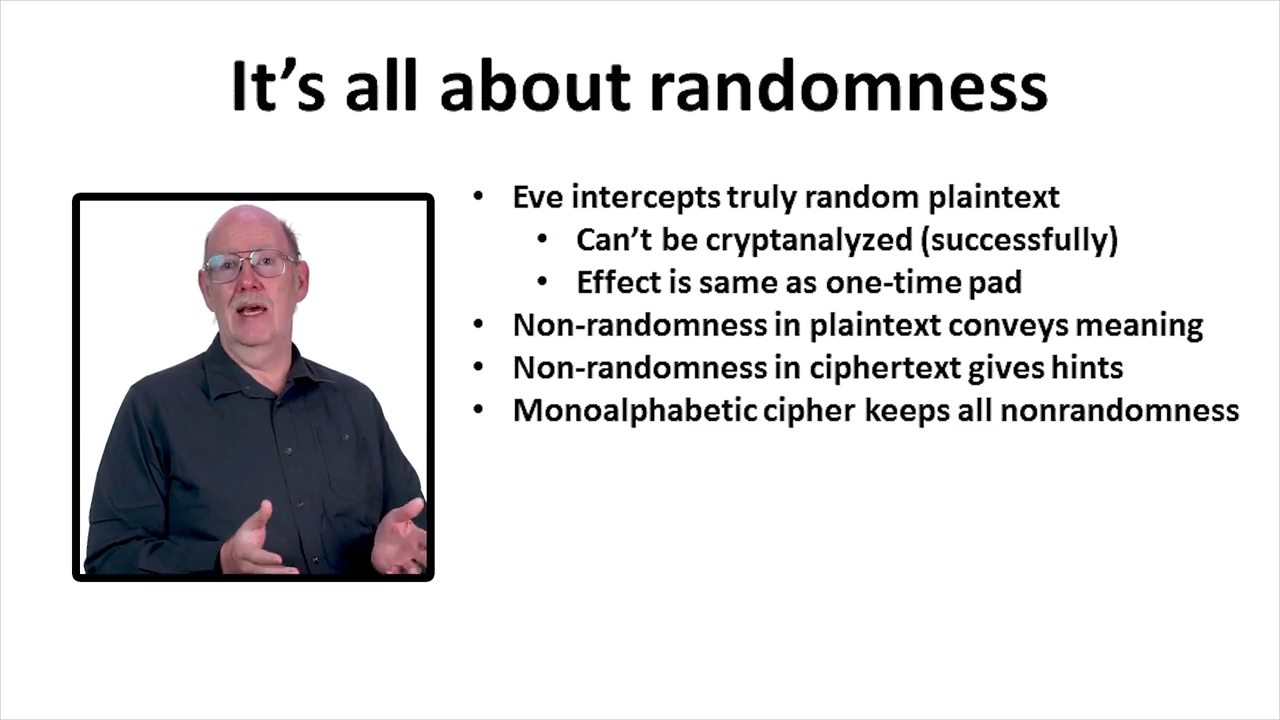 It’s all about randomness
• Eve intercepts truly random plaintext
• Can’t be cryptanalyzed (successfully)
• Effect is same as one-time pad
• Non-randomness in plaintext conveys meaning
• Non-randomness in ciphertext gives hints
• Monoalphabetic cipher keeps all nonrandomness